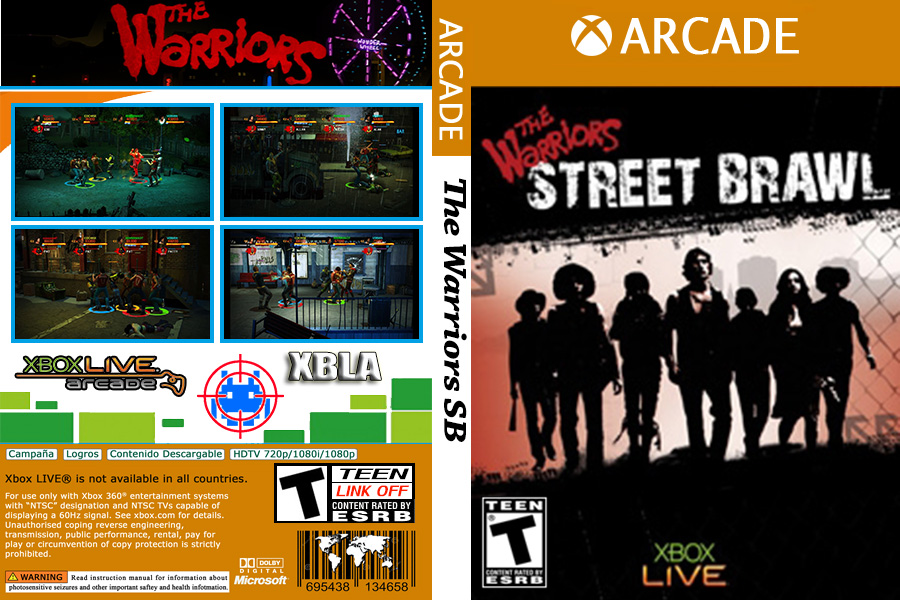 THE
WARRIORS
WONDER
WHEEL
XBOX LIVE
arcade
XBLA
Campaña
Logros
Contenido Descargable
HDTV 720p/1080i/1080p
Xbox LIVE® is not available in all countries.
For use only with Xbox 360® entertainment systems
with “NTSC” designation and NTSC TVs capable of
displaying a 60Hz signal. See xbox.com for details.
Unauthorised coping reverse engineering,
transmission, public performance, rental, pay for
play or circumvention of copy protection is strictly
prohibited.
WARNING Read instruction manual for information about
photosensitive seizures and other important saftey and health infotmation.
TEEN
LINK OFF
CONTENT RATED BY
ESRB
T
DOLBY
DIGITAL
Microsoft
695438 134658
ARCADE
The Warriors SB
ARCADE
THE
WARRIORS
STREET BRAWL
TEEN
T
CONTENT RATED BY
ESRB
XBOX
LIVE